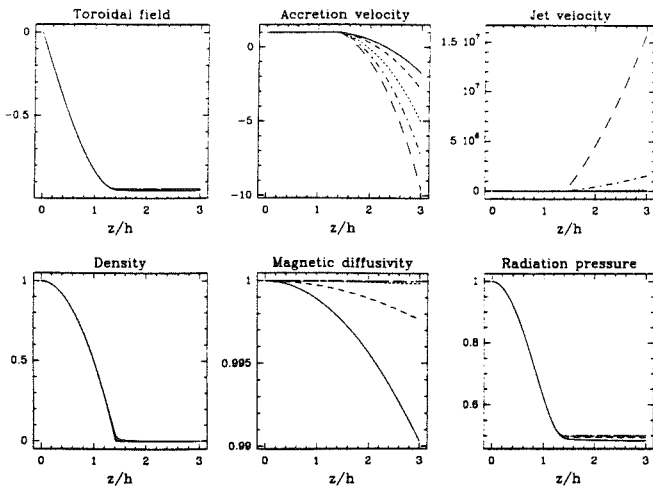 Toroidal field
Accretion velocity
Jet velocity
0
-0.5
0
-5
-10
1.5 10⁷
10⁷
5 10⁶
0
0 1 2 3
0 1 2 3
0 1 2 3
z/h
z/h
z/h
Density
Magnetic diffusivity
Radiation pressure
1
0.5
0
1
0.995
0.99
1
0.8
0.6
0 1 2 3
0 1 2 3
0 1 2 3
z/h
z/h
z/h